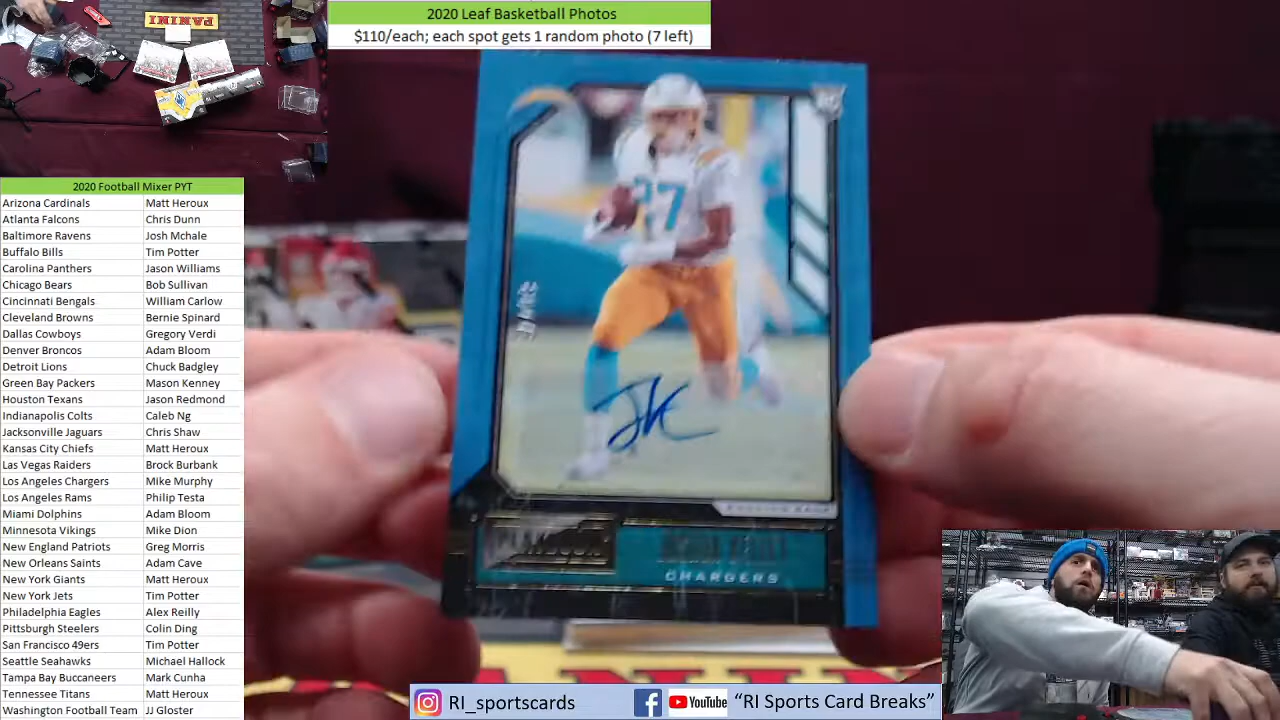 2020 Leaf Basketball Photos
$110/each; each spot gets 1 random photo (7 left)
PANINI
2020 Football Mixer PYT
Arizona Cardinals Matt Heroux
Atlanta Falcons Chris Dunn
Baltimore Ravens Josh Mchale
Buffalo Bills Tim Potter
Carolina Panthers Jason Williams
Chicago Bears Bob Sullivan
Cincinnati Bengals William Carlow
Cleveland Browns Bernie Spinard
Dallas Cowboys Gregory Verdi
Denver Broncos Adam Bloom
Detroit Lions Chuck Badgley
Green Bay Packers Mason Kenney
Houston Texans Jason Redmond
Indianapolis Colts Caleb Ng
Jacksonville Jaguars Chris Shaw
Kansas City Chiefs Matt Heroux
Las Vegas Raiders Brock Burbank
Los Angeles Chargers Mike Murphy
Los Angeles Rams Philip Testa
Miami Dolphins Adam Bloom
Minnesota Vikings Mike Dion
New England Patriots Greg Morris
New Orleans Saints Adam Cave
New York Giants Matt Heroux
New York Jets Tim Potter
Philadelphia Eagles Alex Reilly
Pittsburgh Steelers Colin Ding
San Francisco 49ers Tim Potter
Seattle Seahawks Michael Hallock
Tampa Bay Buccaneers Mark Cunha
Tennessee Titans Matt Heroux
Washington Football Team JJ Gloster
27
CHARGERS
RI_sportscards
YouTube "RI Sports Card Breaks"